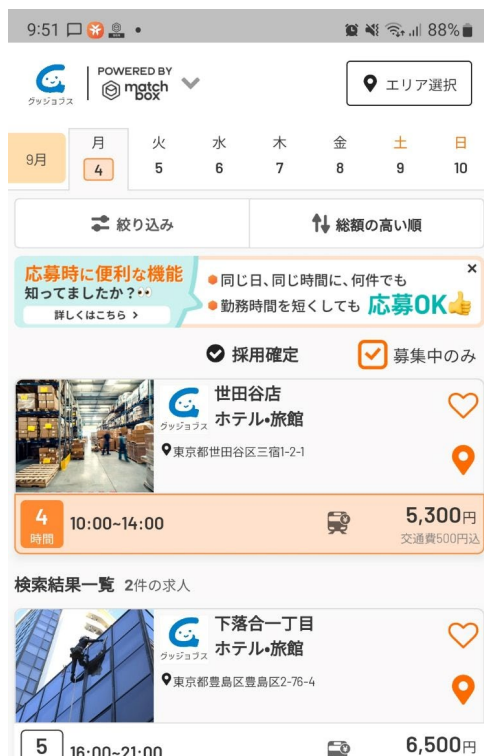 9:51
88%
グッジョブス
POWERED BY
match
box
エリア選択
9月
月 火 水 木 金 土 日
4 5 6 7 8 9 10
絞り込み
総額の高い順
応募時に便利な機能
知ってましたか?
詳しくはこちら >
同じ日、同じ時間に、何件でも
勤務時間を短くしても 応募OK
×
採用確定
募集中のみ
グッジョブス
世田谷店
ホテル・旅館
東京都世田谷区三宿1-2-1
4
時間
10:00~14:00
5,300円
交通費500円込
検索結果一覧 2件の求人
グッジョブス
下落合一丁目
ホテル・旅館
東京都豊島区豊島区2-76-4
5
16:00~21:00
6,500円